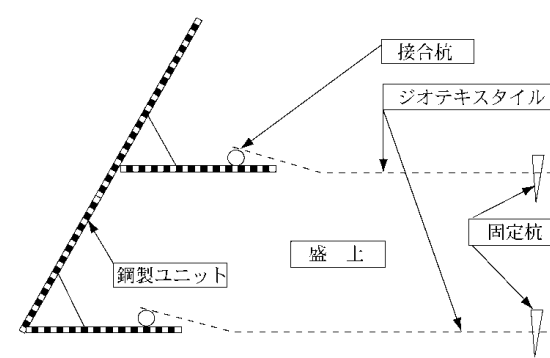 接合杭
ジオテキスタイル
固定杭
盛 土
鋼製ユニット